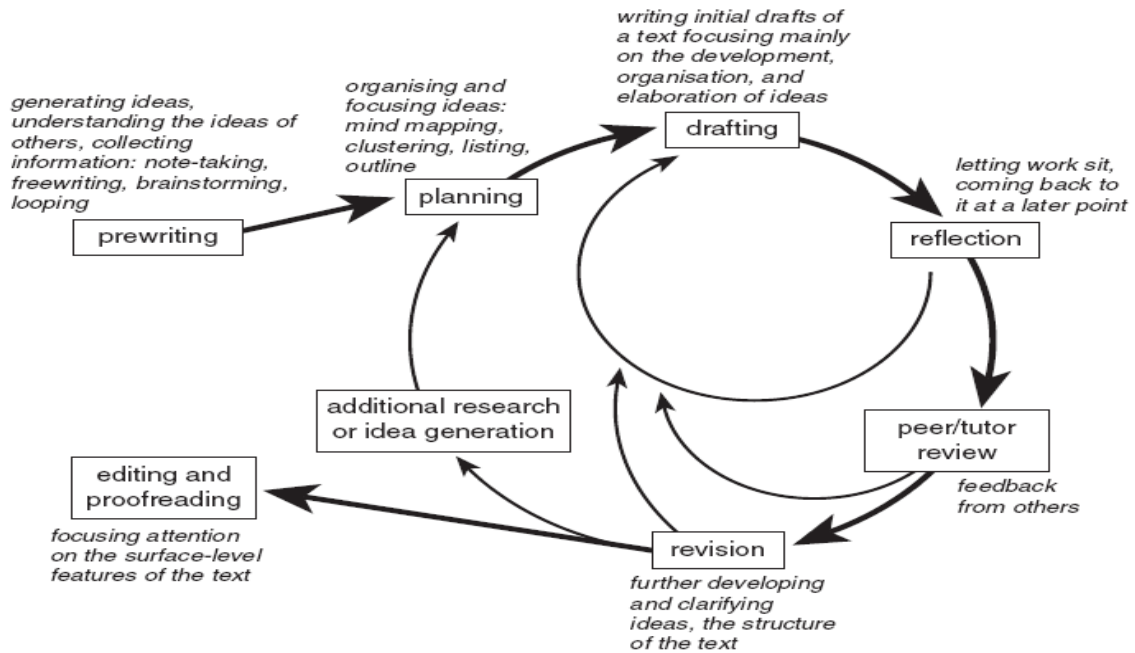 generating ideas,
understanding the ideas of
others, collecting
information: note-taking,
freewriting, brainstorming,
looping
prewriting
organising and
focusing ideas:
mind mapping,
clustering, listing,
outline
planning
writing initial drafts of
a text focusing mainly
on the development,
organisation, and
elaboration of ideas
drafting
letting work sit,
coming back to
it at a later point
reflection
peer/tutor
review
feedback
from others
revision
further developing
and clarifying
ideas, the structure
of the text
additional research
or idea generation
editing and
proofreading
focusing attention
on the surface-level
features of the text